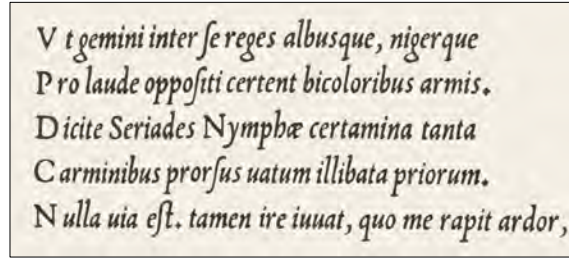 V t gemini inter ſe reges albusque, nigerque
P ro laude oppoſiti certent bicoloribus armis.
D icite Seriades Nymphæ certamina tanta
C arminibus prorſus uatum illibata priorum.
N ulla uia eſt. tamen ire iuuat, quo me rapit ardor,